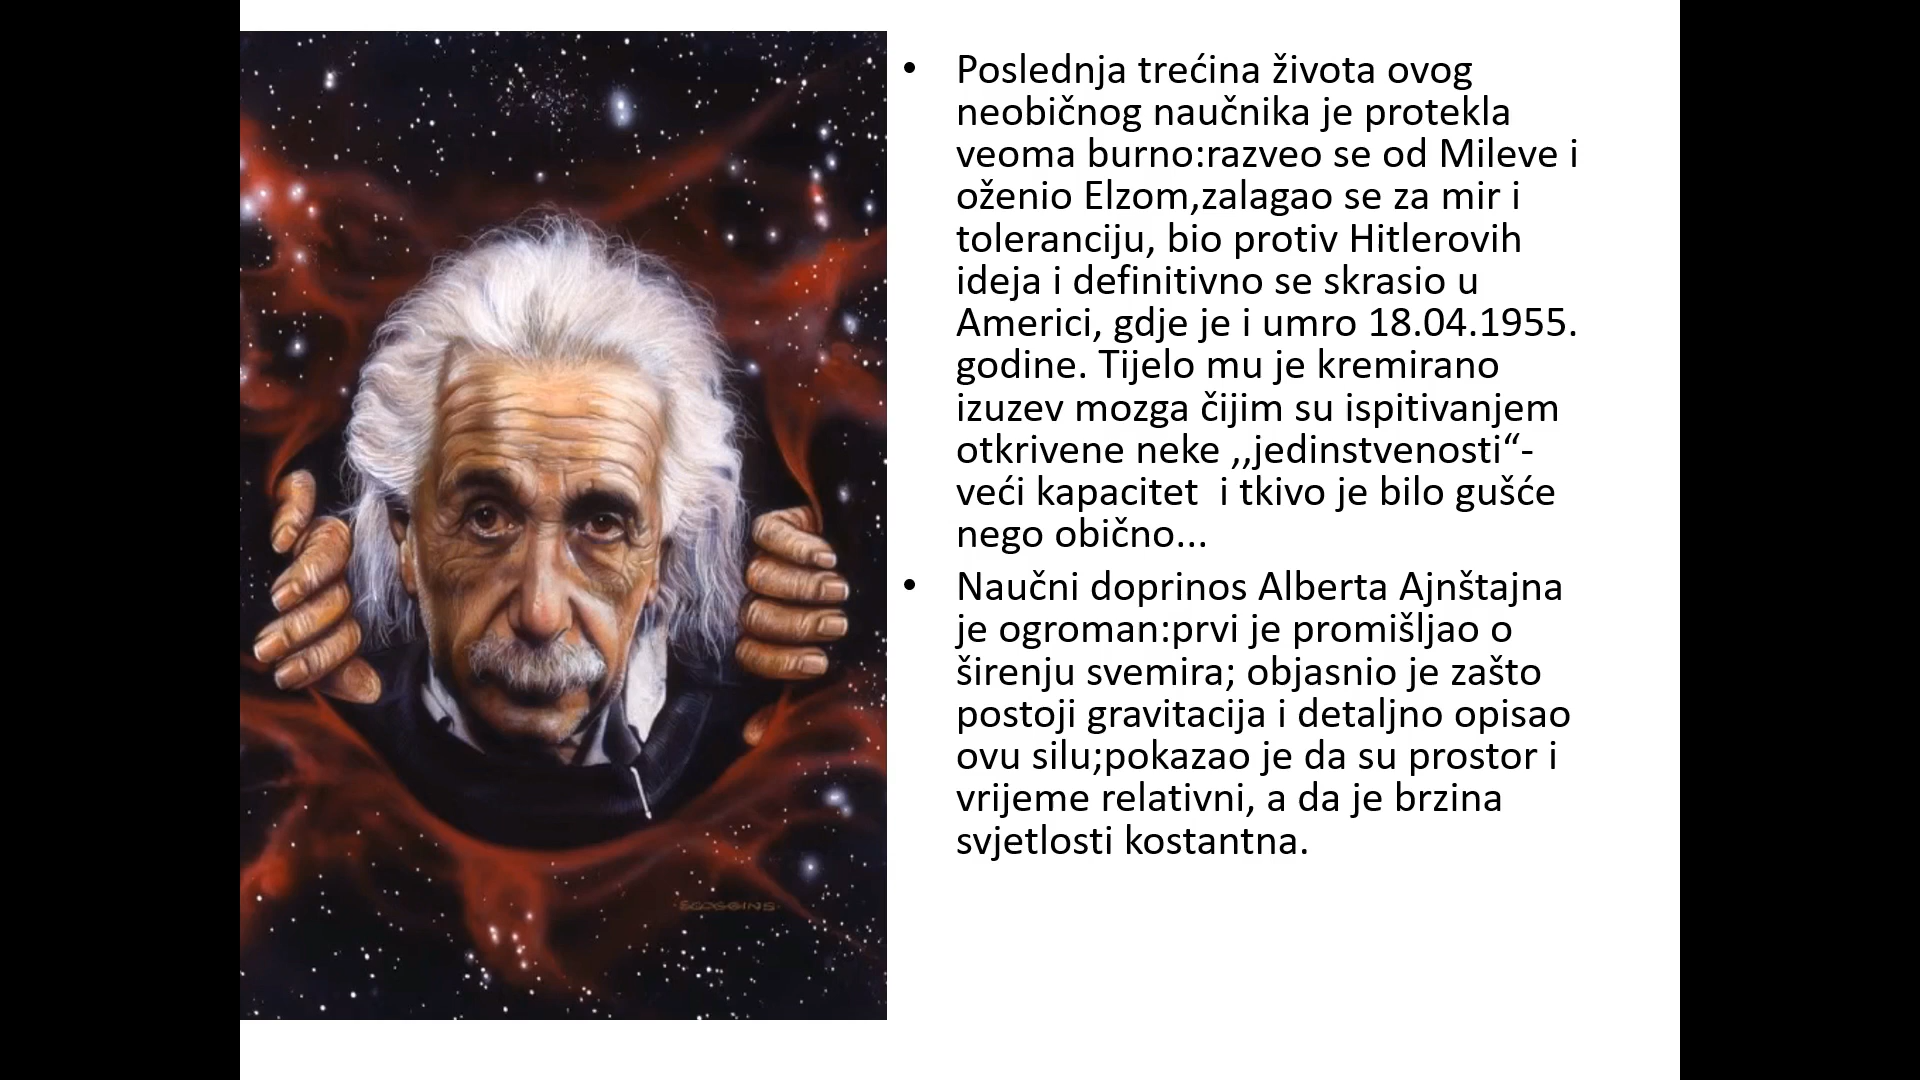 • Poslednja trećina života ovog
neobičnog naučnika je protekla
veoma burno:razveo se od Mileve i
oženio Elzom,zalagao se za mir i
toleranciju, bio protiv Hitlerovih
ideja i definitivno se skrasio u
Americi, gdje je i umro 18.04.1955.
godine. Tijelo mu je kremirano
izuzev mozga čijim su ispitivanjem
otkrivene neke ,,jedinstvenosti“-
veći kapacitet  i tkivo je bilo gušće
nego obično...
• Naučni doprinos Alberta Ajnštajna
je ogroman:prvi je promišljao o
širenju svemira; objasnio je zašto
postoji gravitacija i detaljno opisao
ovu silu;pokazao je da su prostor i
vrijeme relativni, a da je brzina
svjetlosti kostantna.
SCOGGINS